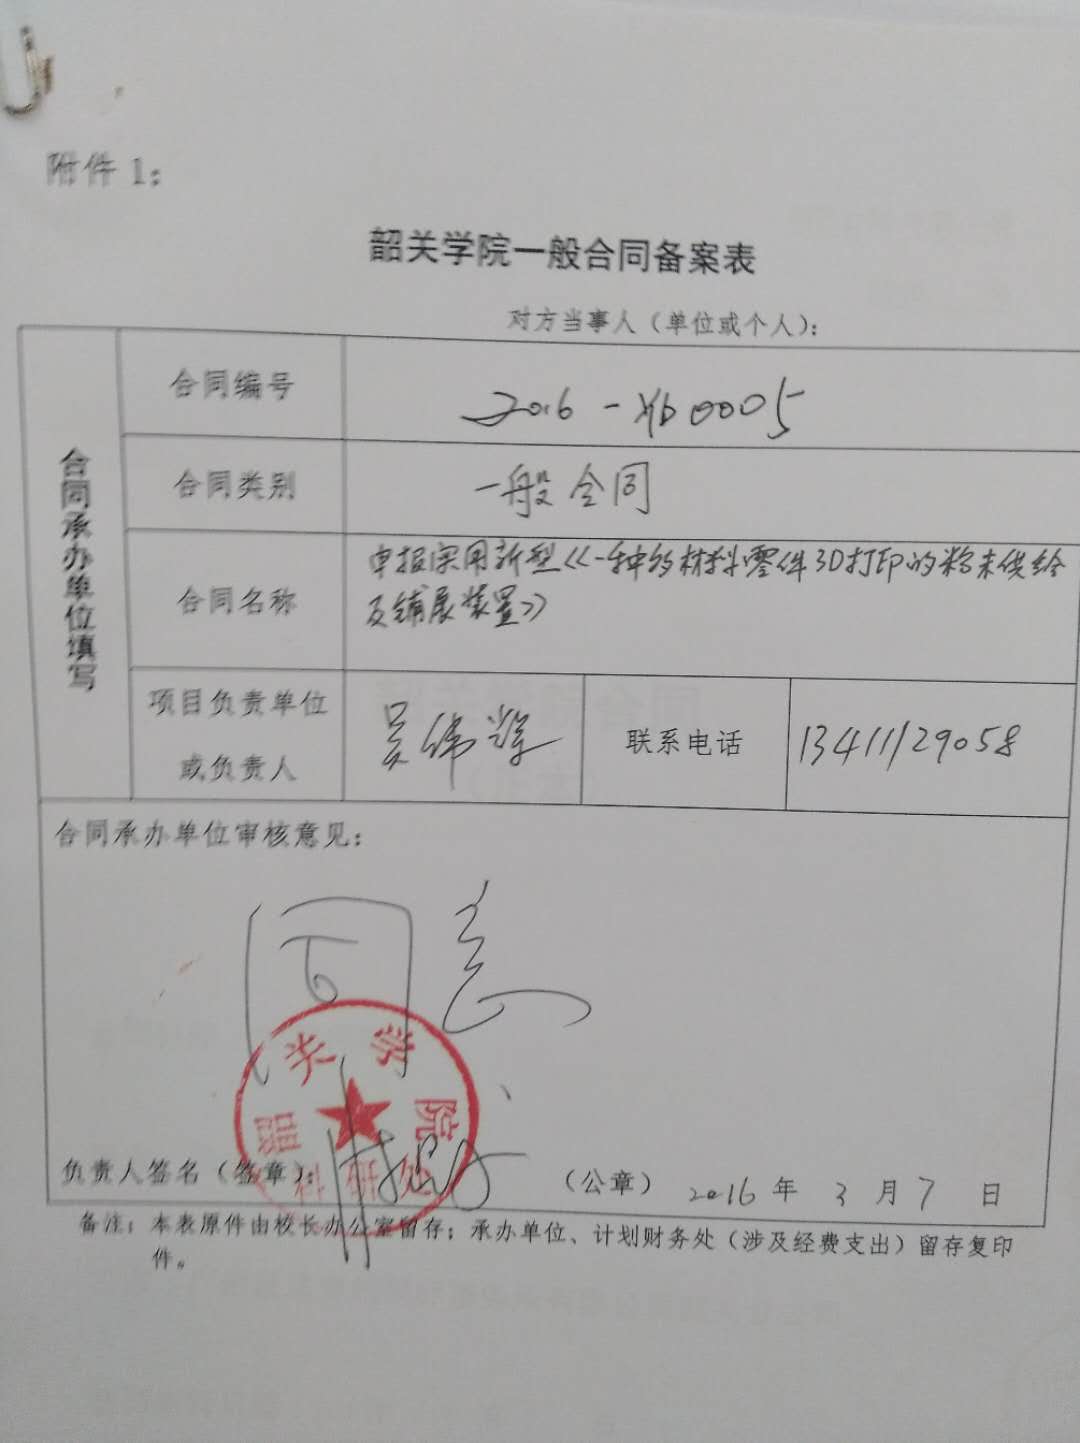 附件 1：
韶关学院一般合同备案表
对方当事人（单位或个人）：
合同承办单位填写
合同编号
2016-Yb0005
合同类别
一般合同
合同名称
申报实用新型《一种多材料零件3D打印的粉末供给
及铺展装置》
项目负责单位
或负责人
吴伟辉
联系电话
13411129058
合同承办单位审核意见：
同意
韶关学院
科研处
负责人签名（签章）：
（公章） 2016 年 3 月 7 日
备注：本表原件由校长办公室留存；承办单位、计划财务处（涉及经费支出）留存复印
件。